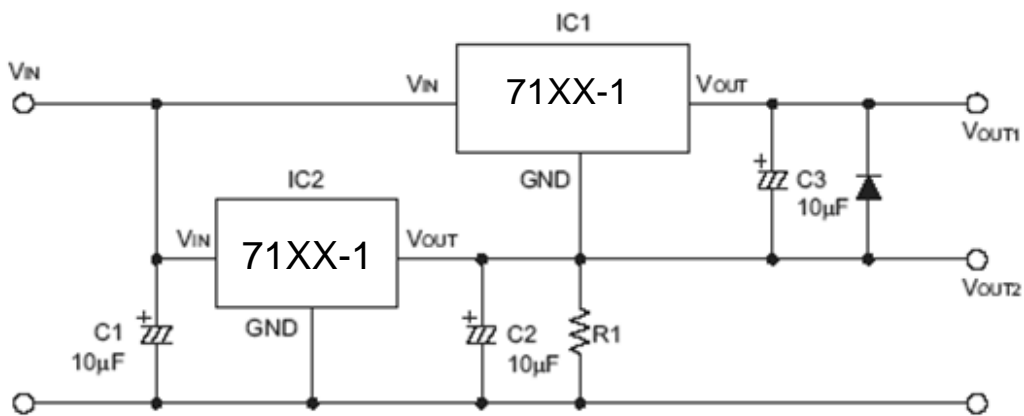 IC1
VIN
VIN
71XX-1
VOUT
VOUT1
GND
C3
10μF
IC2
VIN
71XX-1
VOUT
VOUT2
GND
C1
10μF
C2
10μF
R1